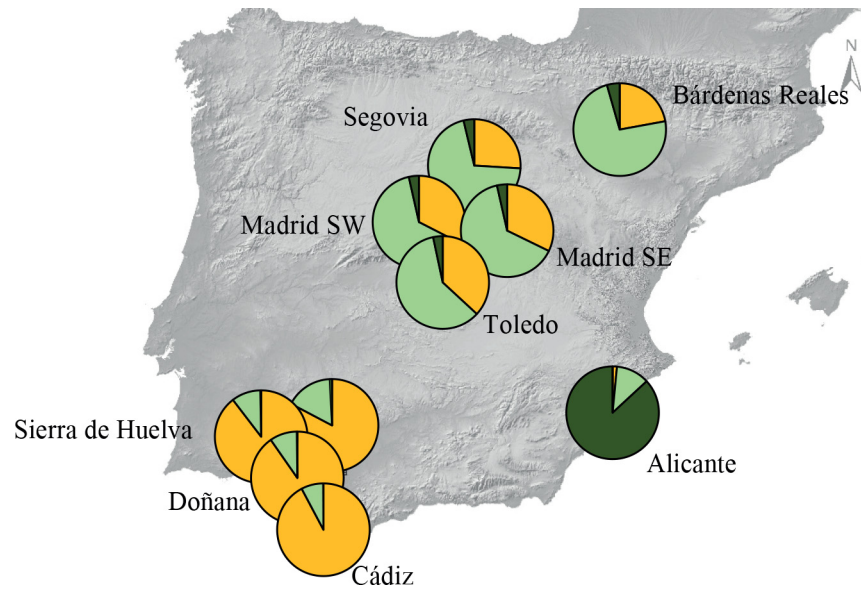 N
Bárdenas Reales
Segovia
Madrid SW
Madrid SE
Toledo
Sierra de Huelva
Alicante
Doñana
Cádiz